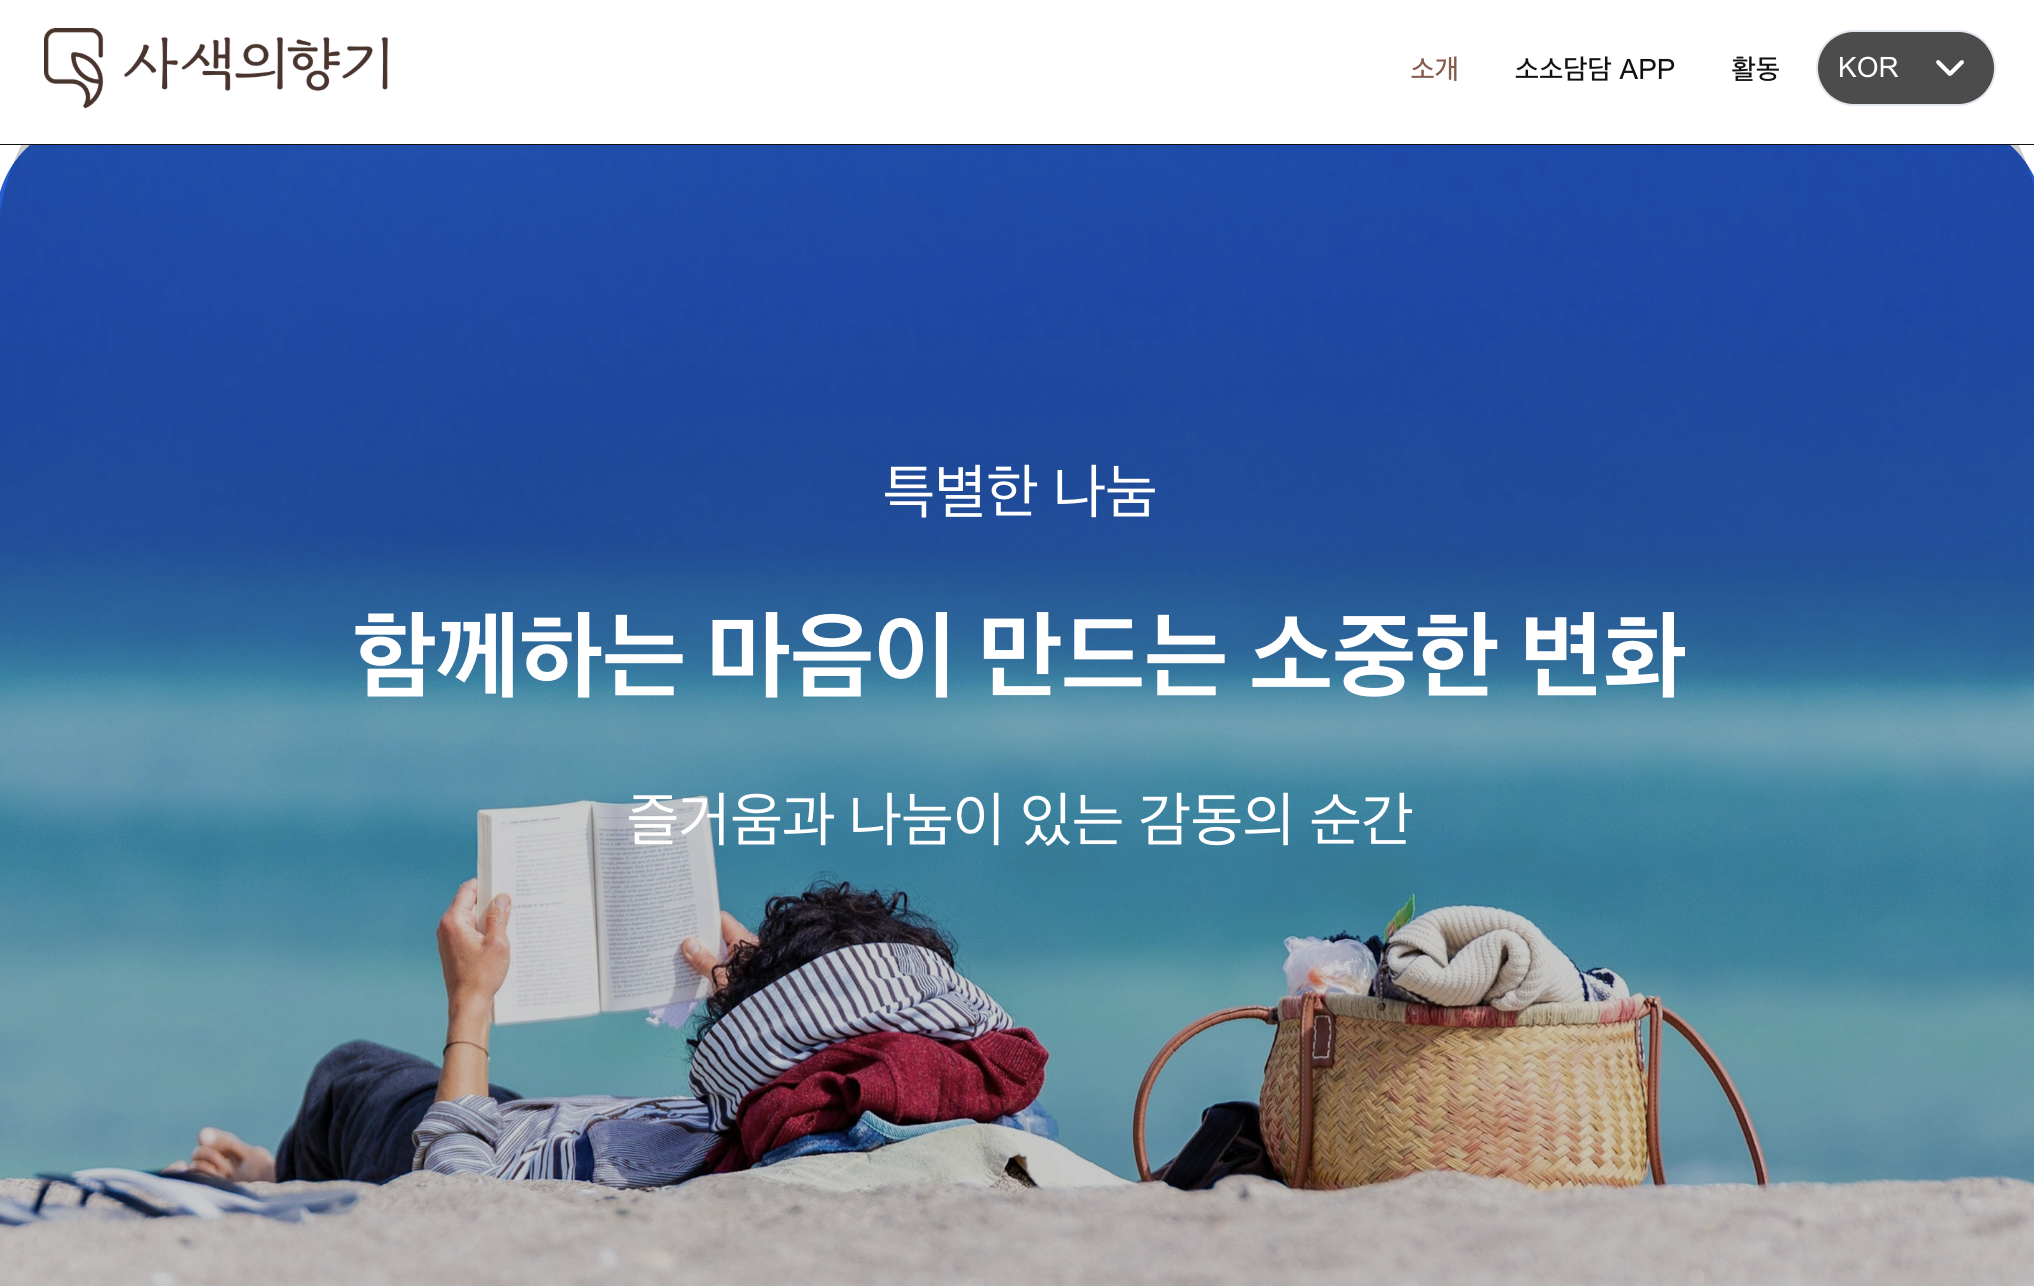 사색의향기
소개 소소담담 APP 활동 KOR
특별한 나눔
함께하는 마음이 만드는 소중한 변화
즐거움과 나눔이 있는 감동의 순간